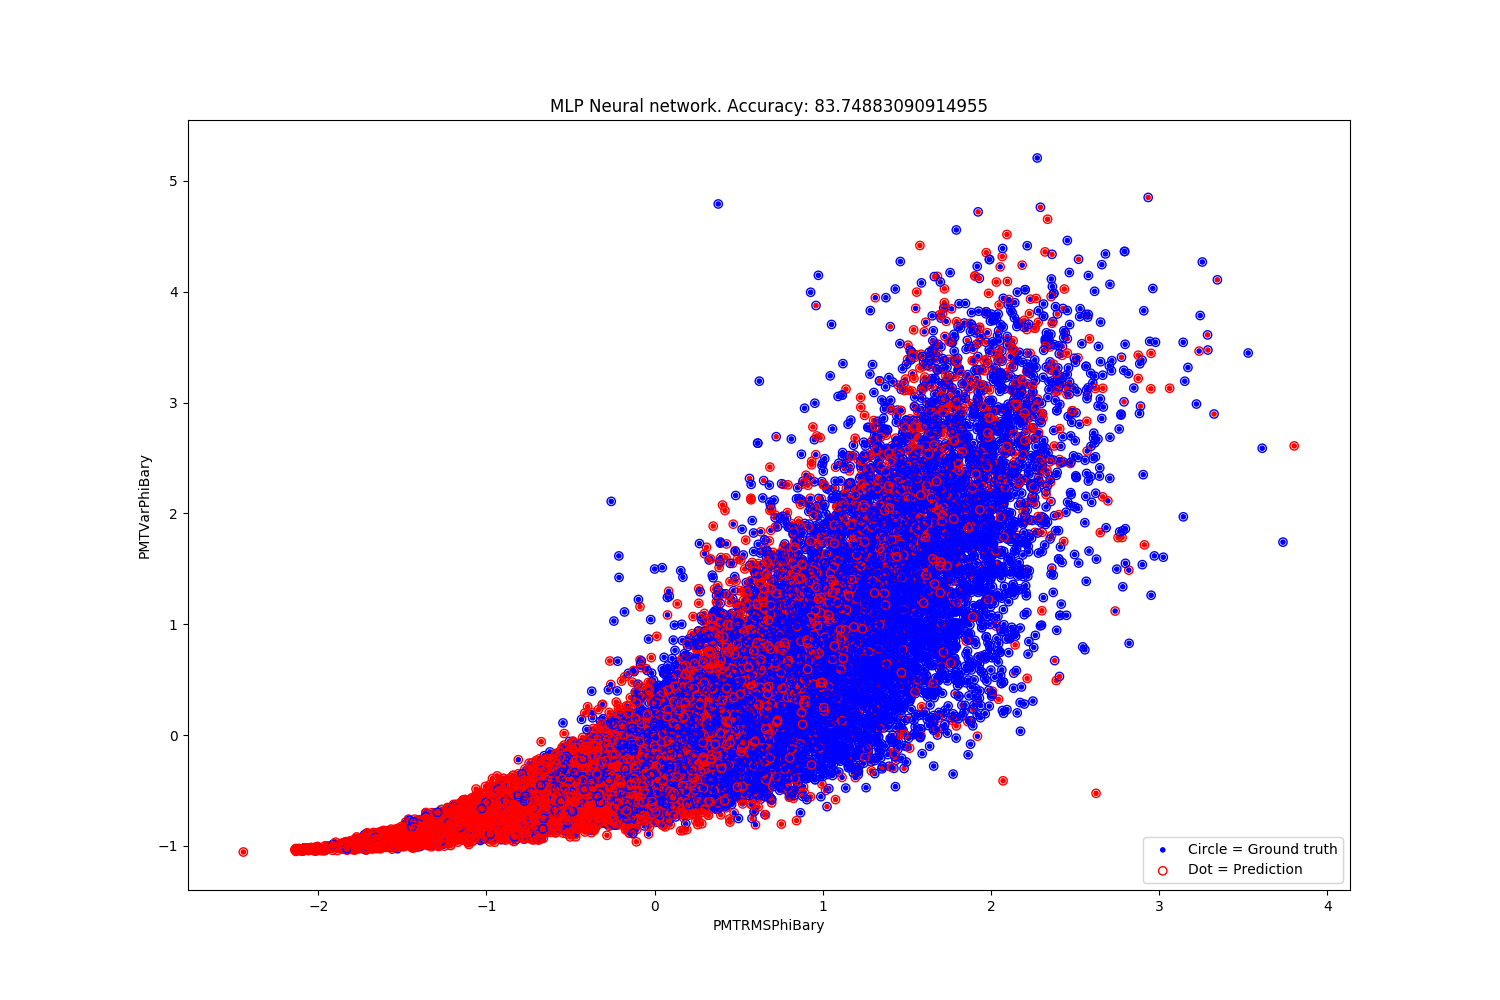 MLP Neural network. Accuracy: 83.74883090914955
5
4
3
2
1
0
−1
PMTVarPhiBary
−2
−1
0
1
2
3
4
PMTRMSPhiBary
Circle = Ground truth
Dot = Prediction